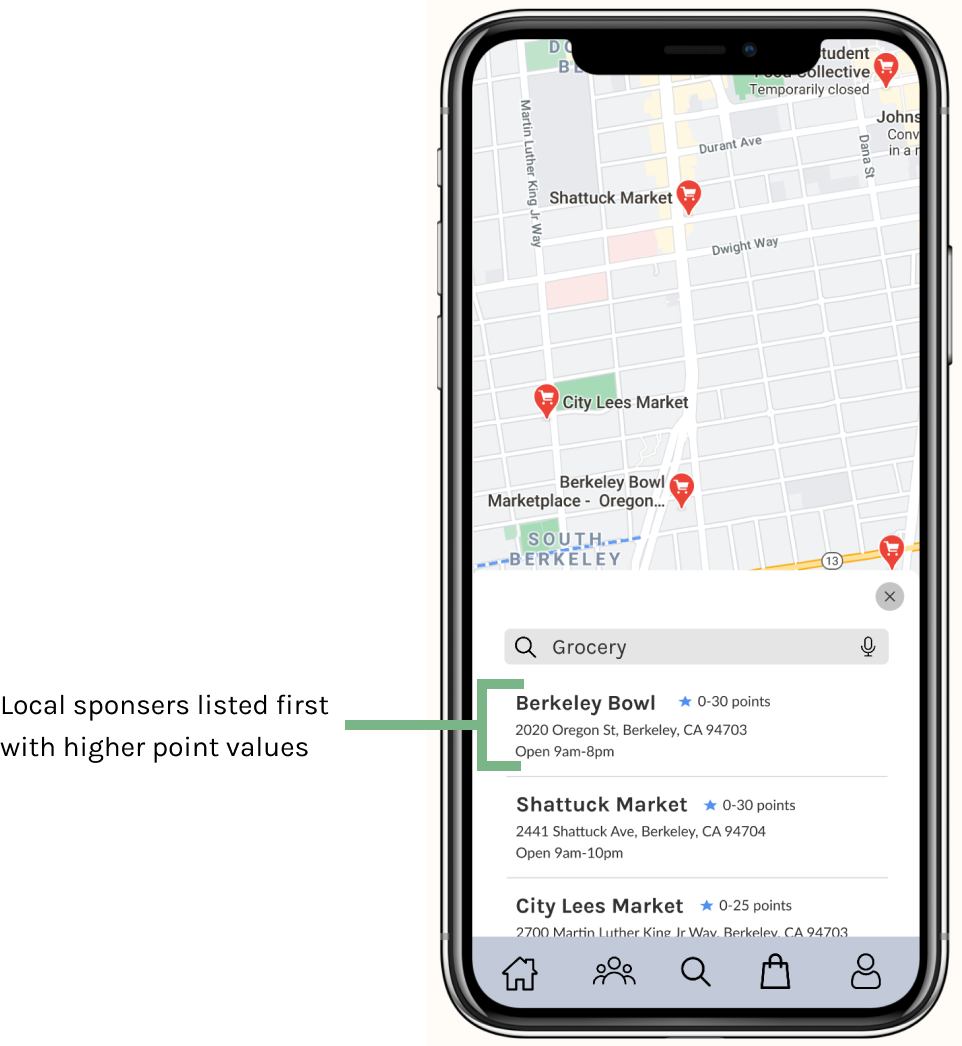 DO
BE
Student
Food Collective
Temporarily closed
Johns
Conv
in a r
Martin Luther King Jr Way
Durant Ave
Dana St
Shattuck Market
Dwight Way
City Lees Market
Berkeley Bowl
Marketplace - Oregon...
SOUTH
BERKELEY
13
Grocery
Local sponsers listed first
with higher point values
Berkeley Bowl 0-30 points
2020 Oregon St, Berkeley, CA 94703
Open 9am-8pm
Shattuck Market 0-30 points
2441 Shattuck Ave, Berkeley, CA 94704
Open 9am-10pm
City Lees Market 0-25 points
2700 Martin Luther King Jr Way, Berkeley, CA 94703